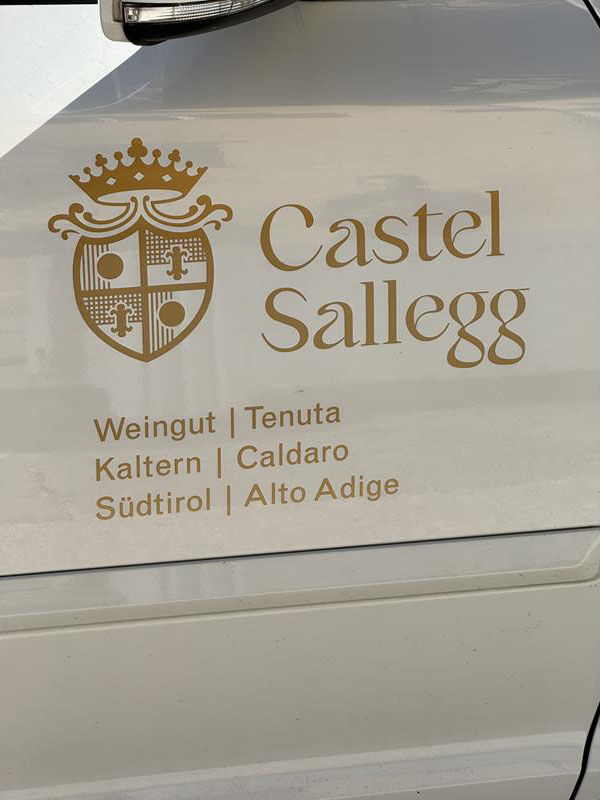 Castel
Sallegg
Weingut | Tenuta
Kaltern | Caldaro
Südtirol | Alto Adige